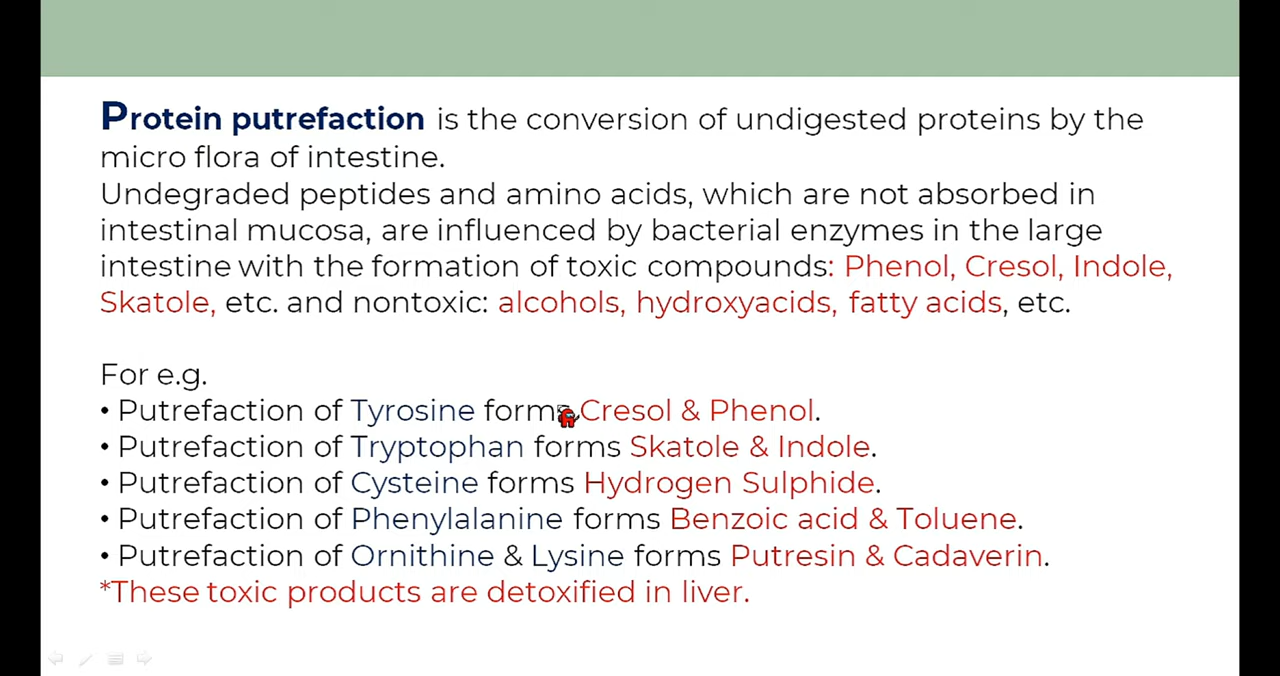 Protein putrefaction is the conversion of undigested proteins by the
micro flora of intestine.
Undegraded peptides and amino acids, which are not absorbed in
intestinal mucosa, are influenced by bacterial enzymes in the large
intestine with the formation of toxic compounds: Phenol, Cresol, Indole,
Skatole, etc. and nontoxic: alcohols, hydroxyacids, fatty acids, etc.
For e.g.
• Putrefaction of Tyrosine forms Cresol & Phenol.
• Putrefaction of Tryptophan forms Skatole & Indole.
• Putrefaction of Cysteine forms Hydrogen Sulphide.
• Putrefaction of Phenylalanine forms Benzoic acid & Toluene.
• Putrefaction of Ornithine & Lysine forms Putresin & Cadaverin.
*These toxic products are detoxified in liver.